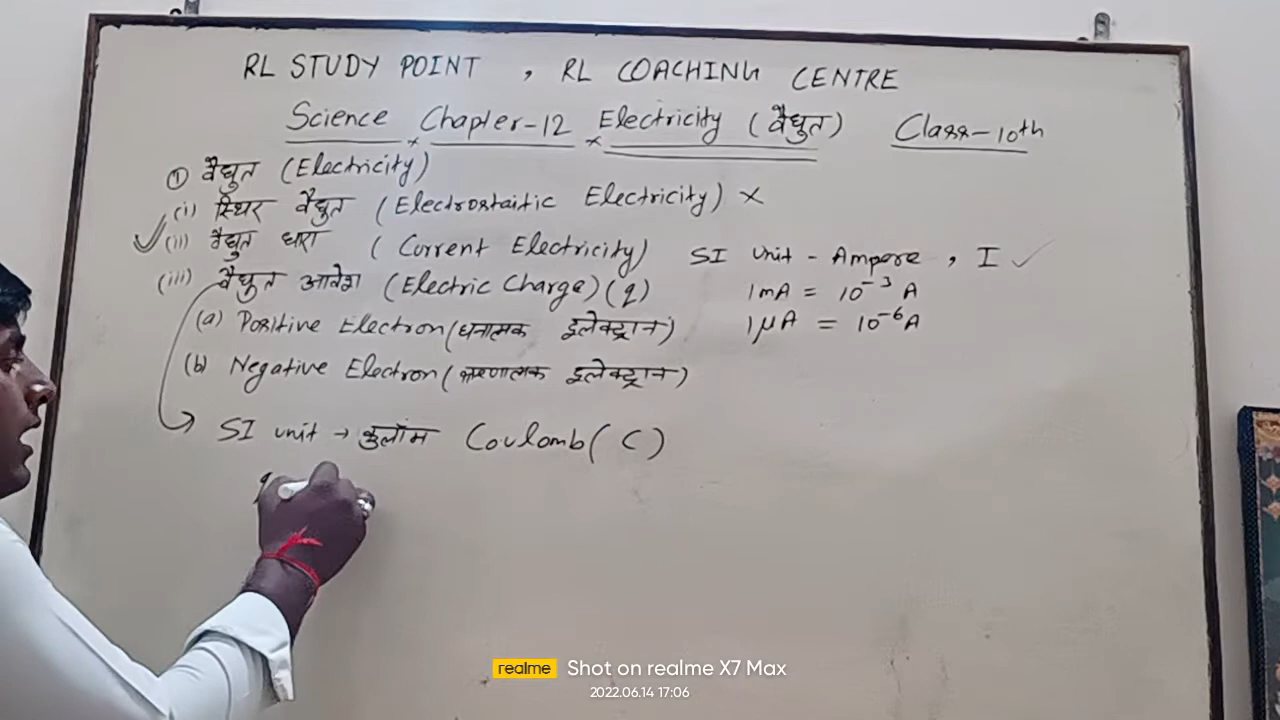 RL STUDY POINT , RL COACHING CENTRE
Science × Chapter-12 × Electricity (वैधुत) Class-10th
① वैधुत (Electricity)
(i) स्थिर वैधुत (Electrostaitic Electricity) ×
✓ (ii) वैधुत धारा (Current Electricity) SI unit - Ampere , I ✓
(iii) वैधुत आवेश (Electric Charge) (q) 1mA = 10⁻³ A
(a) Positive Electron (धनात्मक इलेक्ट्रान) 1μA = 10⁻⁶A
(b) Negative Electron (ऋणात्मक इलेक्ट्रान)
→ SI unit → कुलॉम Coulomb ( C )
realme Shot on realme X7 Max
2022.06.14 17:06